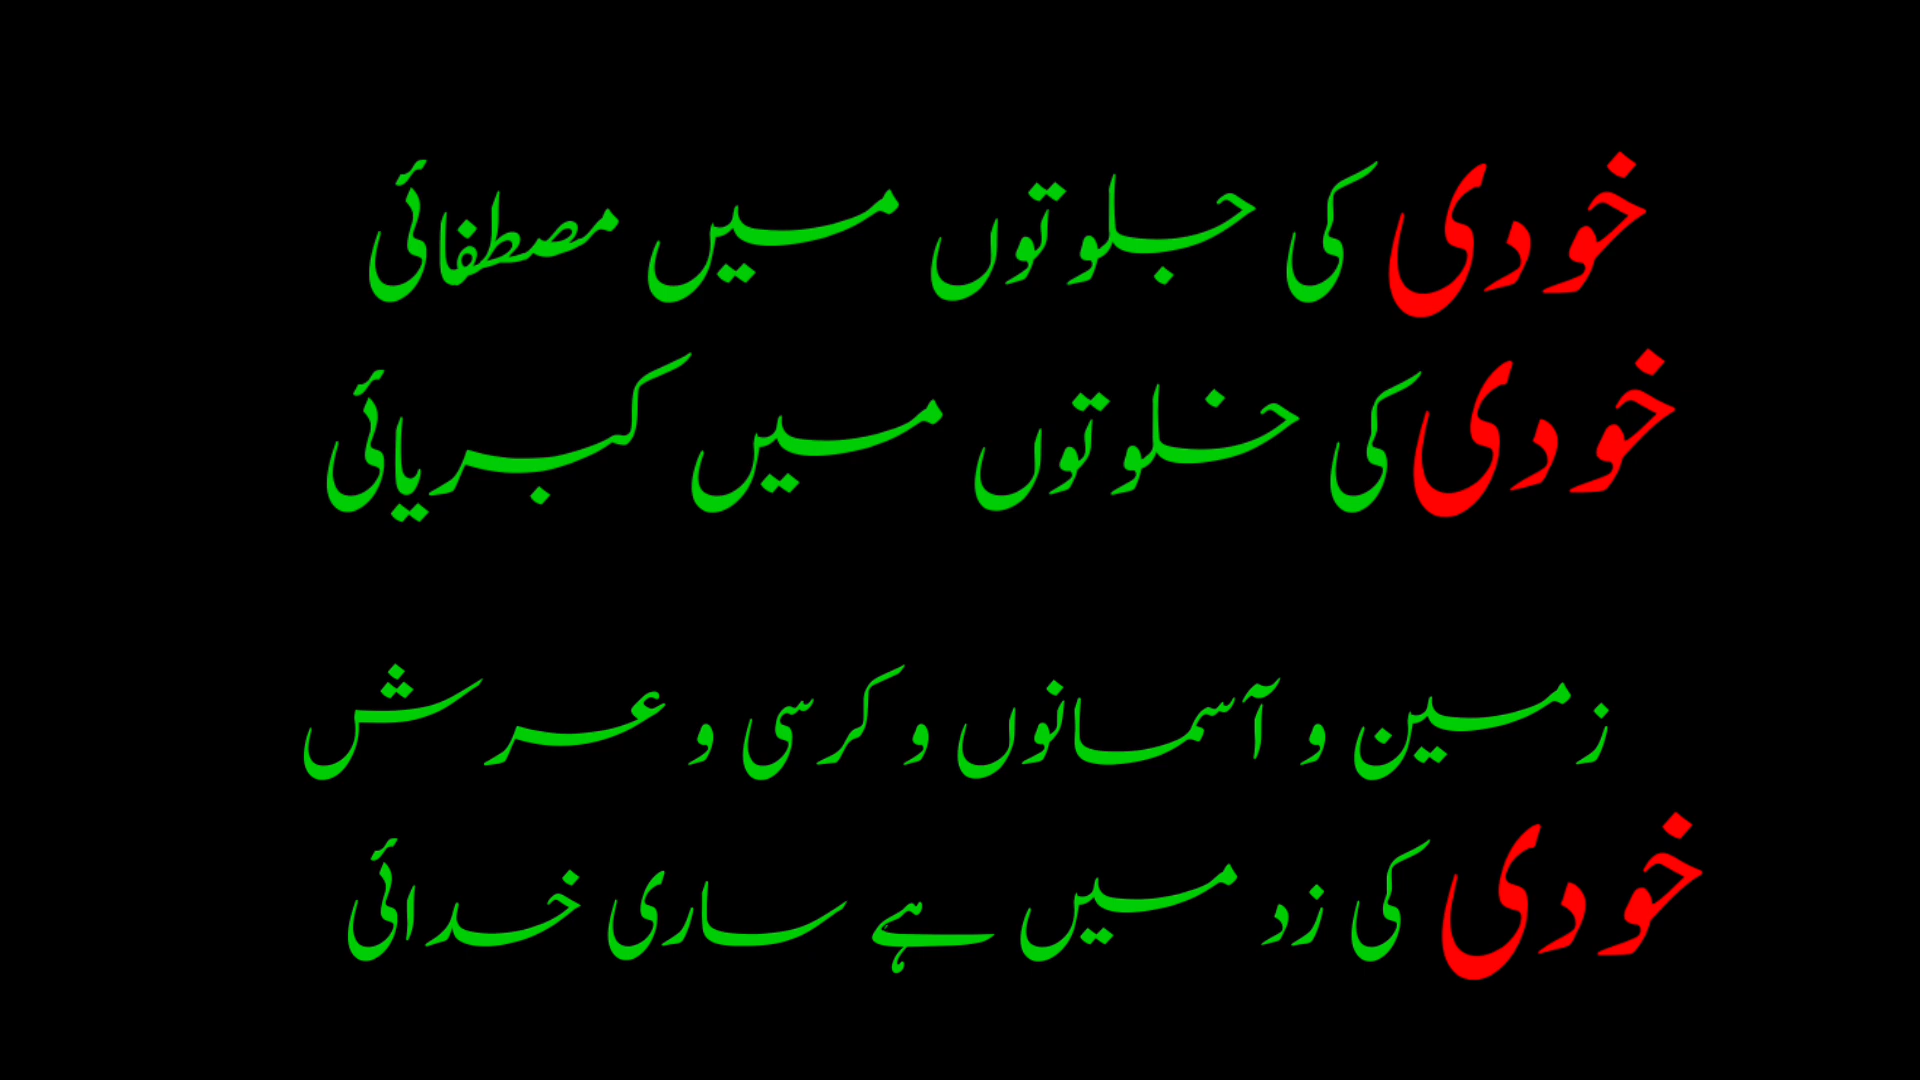 خودی کی جلوتوں میں مصطفائی
خودی کی خلوتوں میں کبریائی
زمین و آسمانوں و کرسی و عرش
خودی کی زد میں ہے ساری خدائی